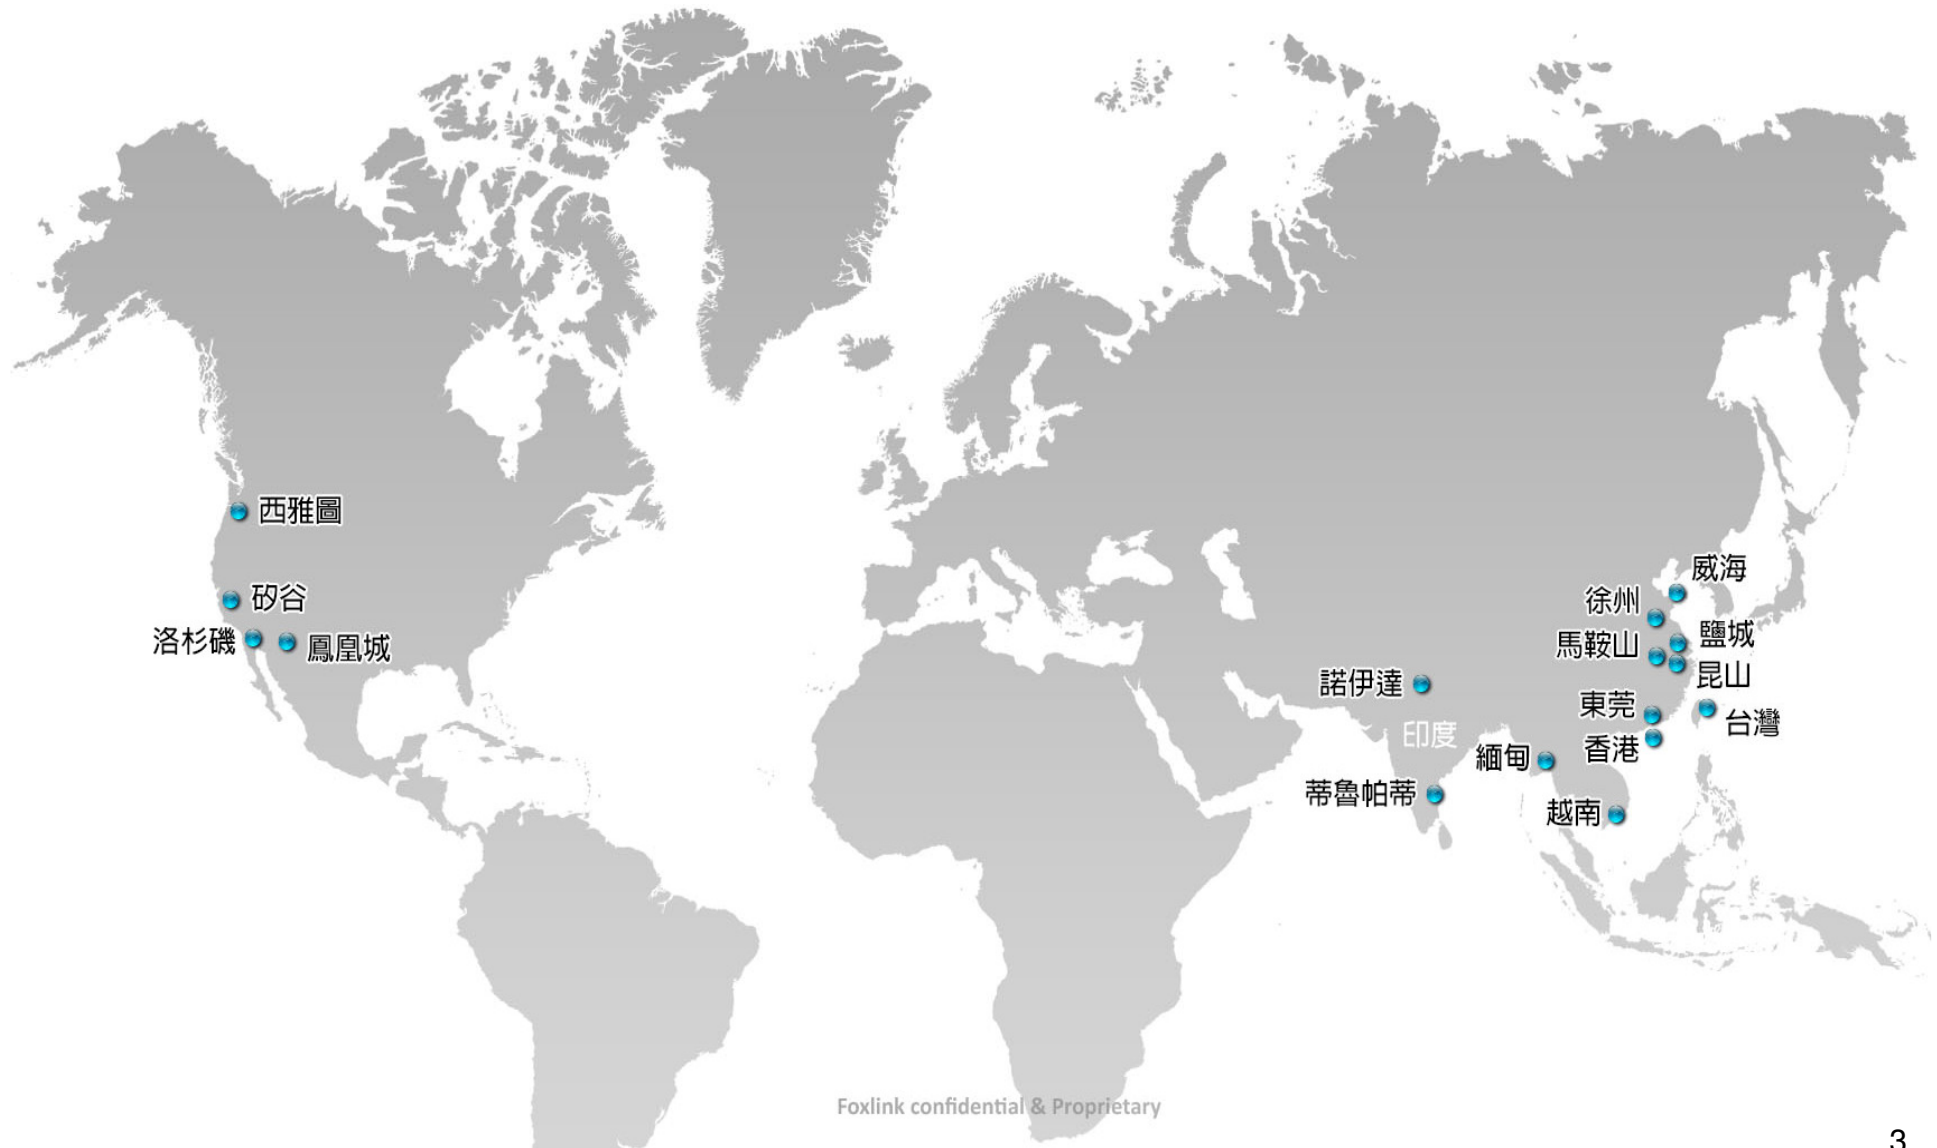 西雅圖
矽谷
洛杉磯
鳳凰城
威海
徐州
鹽城
馬鞍山
昆山
諾伊達
東莞
台灣
印度
香港
緬甸
蒂魯帕蒂
越南
Foxlink confidential & Proprietary
3